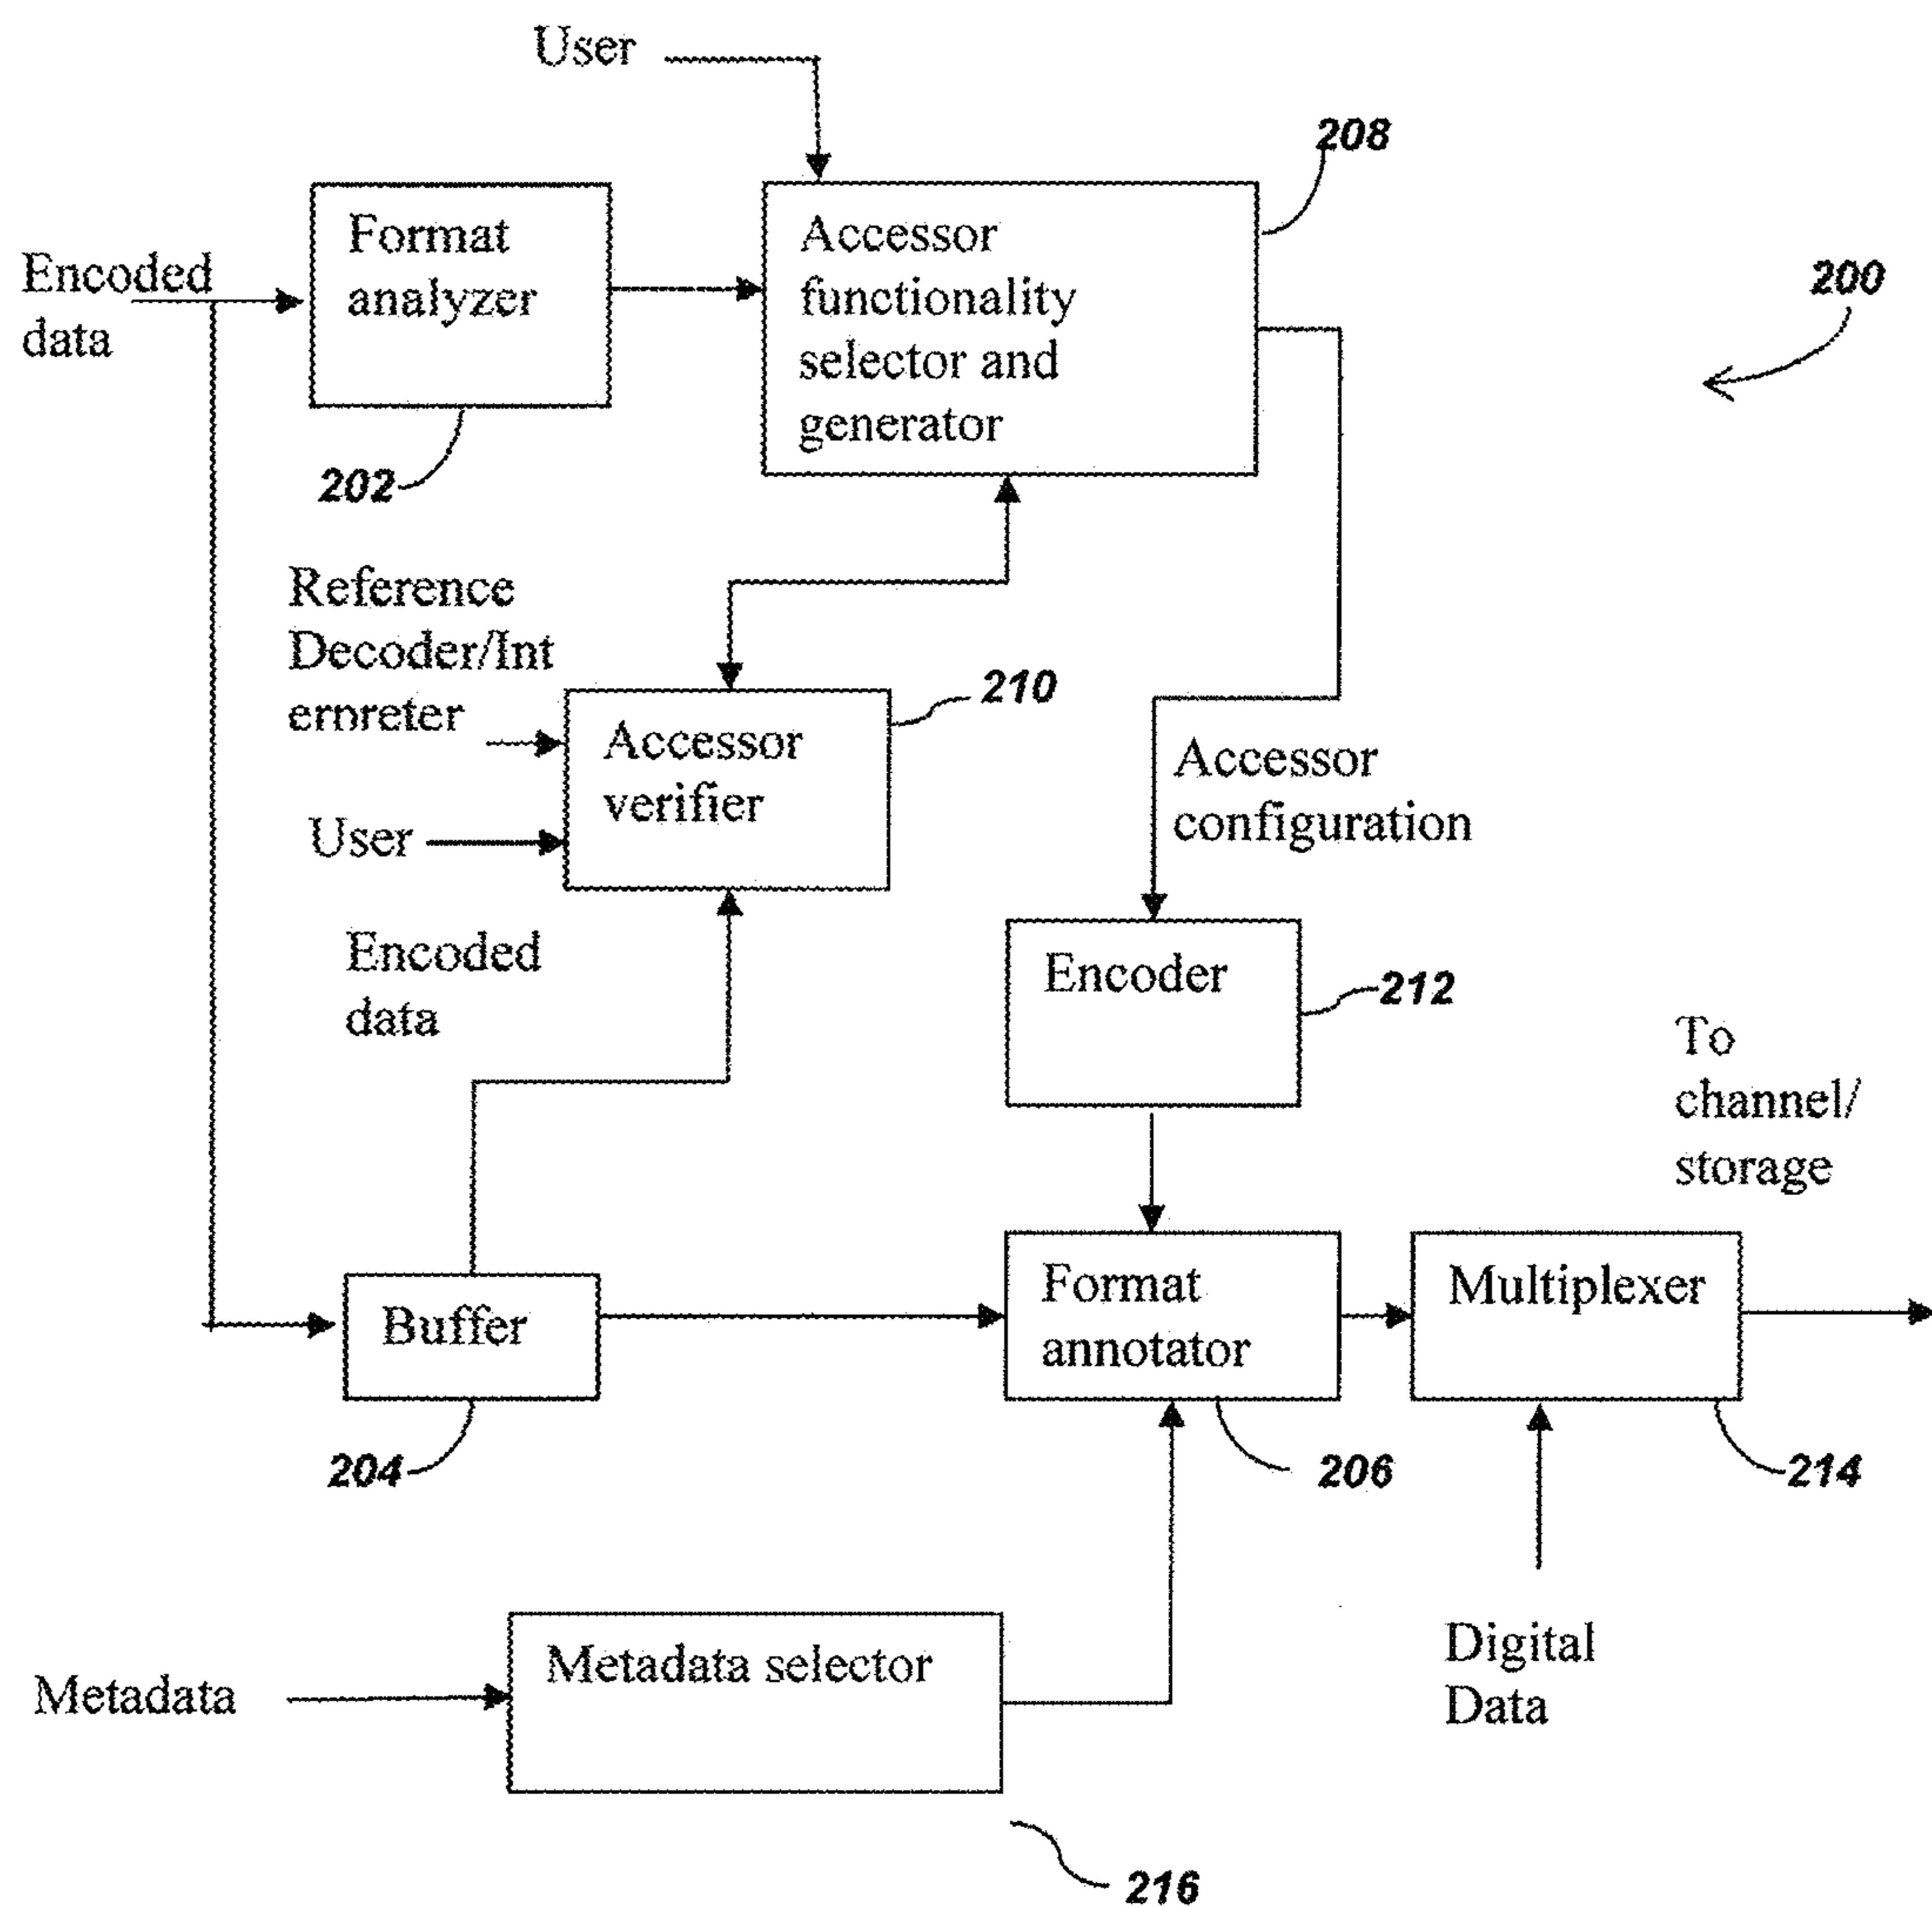 User
208
Format
analyzer
Accessor
functionality
selector and
generator
Encoded
data
200
202
Reference
Decoder/Int
erpreter
210
Accessor
verifier
User
Accessor
configuration
Encoded
data
Encoder
212
To
channel/
storage
Buffer
Format
annotator
Multiplexer
204
206
214
Metadata selector
Metadata
Digital
Data
216